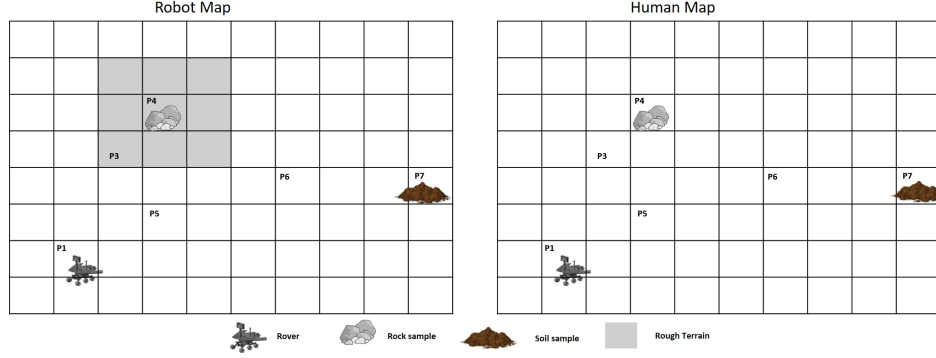 Robot Map
Human Map
P4
P4
P3
P3
P6
P7
P6
P7
P5
P5
P1
P1
Rover
Rock sample
Soil sample
Rough Terrain